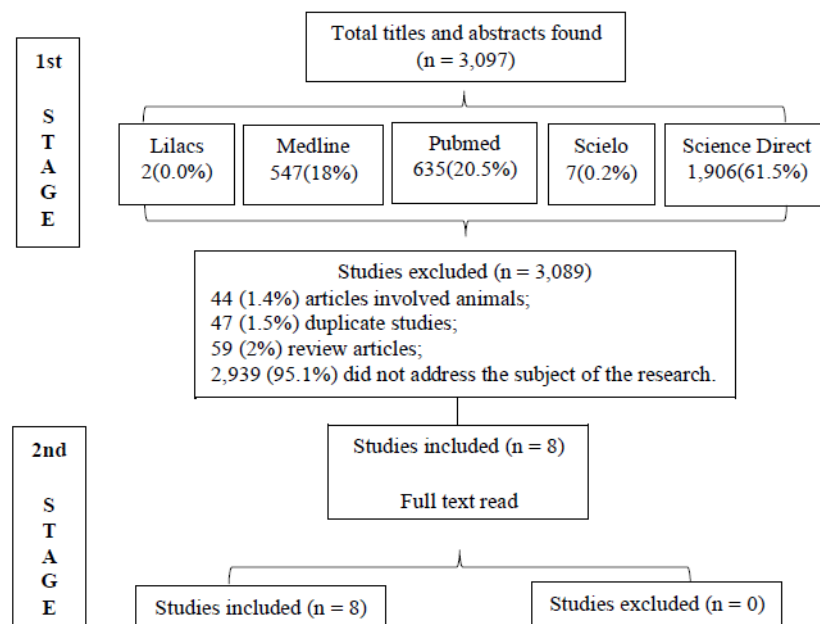 Total titles and abstracts found
(n = 3,097)
1st
S
T
A
G
E
Lilacs
2(0.0%)
Medline
547(18%)
Pubmed
635(20.5%)
Scielo
7(0.2%)
Science Direct
1,906(61.5%)
Studies excluded (n = 3,089)
44 (1.4%) articles involved animals;
47 (1.5%) duplicate studies;
59 (2%) review articles;
2,939 (95.1%) did not address the subject of the research.
2nd
S
T
A
G
E
Studies included (n = 8)
Full text read
Studies included (n = 8)
Studies excluded (n = 0)